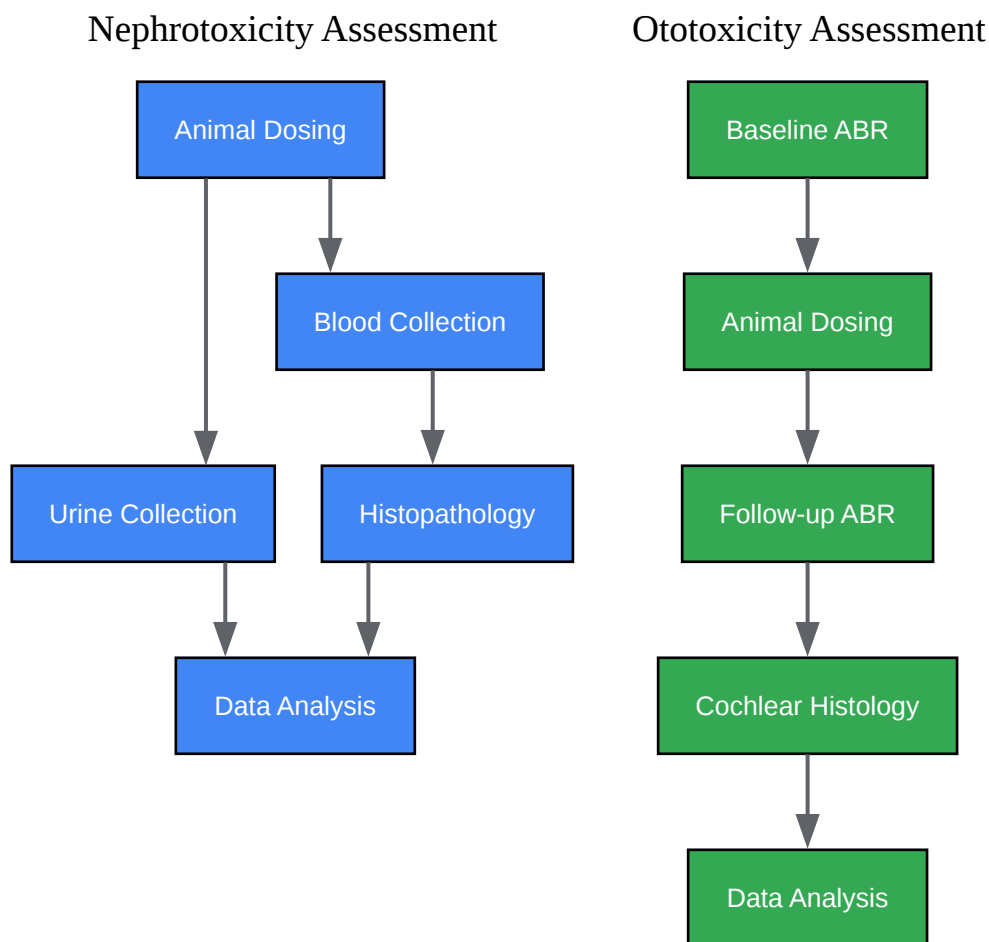 Nephrotoxicity Assessment
Animal Dosing
Blood Collection
Urine Collection
Histopathology
Data Analysis
Ototoxicity Assessment
Baseline ABR
Animal Dosing
Follow-up ABR
Cochlear Histology
Data Analysis